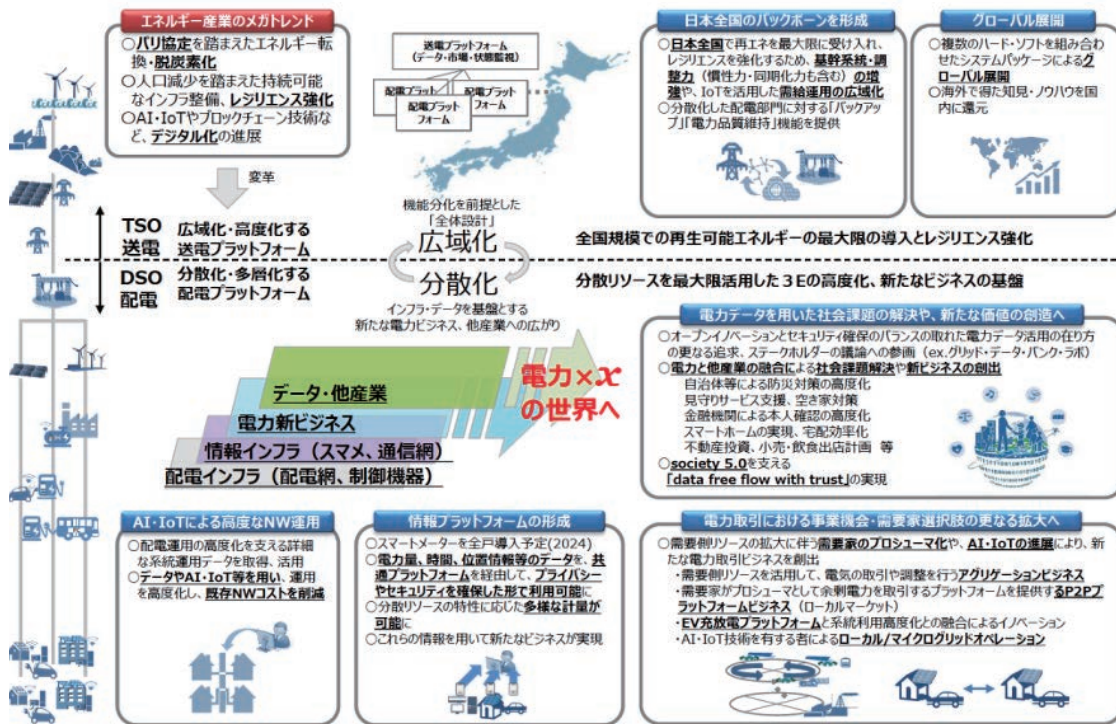 エネルギー産業のメガトレンド
○パリ協定を踏まえたエネルギー転
換・脱炭素化
○人口減少を踏まえた持続可能
なインフラ整備、レジリエンス強化
○AI・IoTやブロックチェーン技術な
ど、デジタル化の進展
変革
送電プラットフォーム
(データ・市場・状態監視)
配電プラット
フォーム
配電プラット
フォーム
配電プラット
フォーム
日本全国のバックボーンを形成
○日本全国で再エネを最大限に受け入れ、
レジリエンスを強化するため、基幹系統・調
整力(慣性力・同期化力も含む)の増
強や、IoTを活用した需給運用の広域化
○分散化した配電部門に対する「バックアッ
プ」「電力品質維持」機能を提供
グローバル展開
○複数のハード・ソフトを組み合わ
せたシステムパッケージによるグ
ローバル展開
○海外で得た知見・ノウハウを国
内に還元
TSO
送電
広域化・高度化する
送電プラットフォーム
DSO
配電
分散化・多層化する
配電プラットフォーム
機能分化を前提とした
「全体設計」
広域化
分散化
インフラ・データを基盤とする
新たな電力ビジネス、他産業への広がり
全国規模での再生可能エネルギーの最大限の導入とレジリエンス強化
分散リソースを最大限活用した3Eの高度化、新たなビジネスの基盤
データ・他産業
電力新ビジネス
情報インフラ(スマメ、通信網)
配電インフラ(配電網、制御機器)
電力×x
の世界へ
電力データを用いた社会課題の解決や、新たな価値の創造へ
○オープンイノベーションとセキュリティ確保のバランスの取れた電力データ活用の在り方
の更なる追求、ステークホルダーの議論への参画(ex.グリッド・データ・バンク・ラボ)
○電力と他産業の融合による社会課題解決や新ビジネスの創出
自治体等による防災対策の高度化
見守りサービス支援、空き家対策
金融機関による本人確認の高度化
スマートホームの実現、宅配効率化
不動産投資、小売・飲食出店計画 等
○society 5.0を支える
「data free flow with trust」の実現
AI・IoTによる高度なNW運用
○配電運用の高度化を支える詳細
な系統運用データを取得、活用
○データやAI・IoT等を用い、運用
を高度化し、既存NWコストを削減
情報プラットフォームの形成
○スマートメーターを全戸導入予定(2024)
○電力量、時間、位置情報等のデータを、共
通プラットフォームを経由して、プライバシー
やセキュリティを確保した形で利用可能に
○分散リソースの特性に応じた多様な計量が
可能に
○これらの情報を用いて新たなビジネスが実現
電力取引における事業機会・需要家選択肢の更なる拡大へ
○需要側リソースの拡大に伴う需要家のプロシューマ化や、AI・IoTの進展により、新
たな電力取引ビジネスを創出
・需要側リソースを活用して、電気の取引や調整を行うアグリゲーションビジネス
・需要家がプロシューマとして余剰電力を取引するプラットフォームを提供するP2Pプ
ラットフォームビジネス(ローカルマーケット)
・EV充放電プラットフォームと系統利用高度化との融合によるイノベーション
・AI・IoT技術を有する者によるローカル/マイクログリッドオペレーション